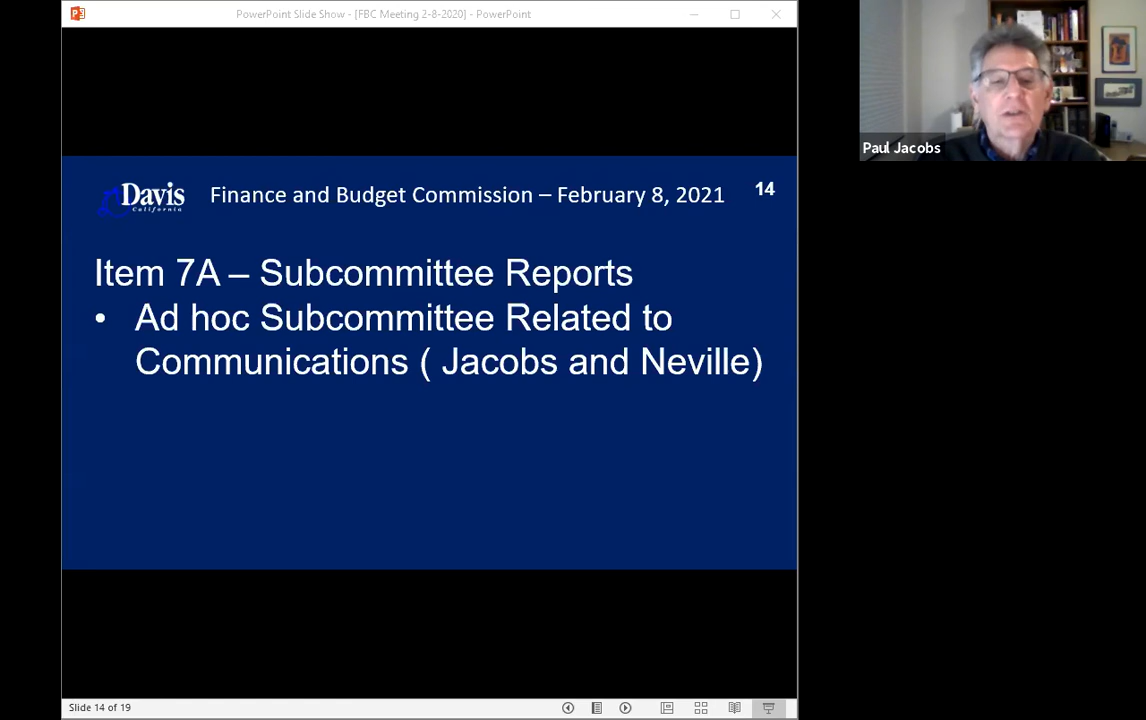 PowerPoint Slide Show - [FBC Meeting 2-8-2020] - PowerPoint
Davis
California
Finance and Budget Commission – February 8, 2021
14
Item 7A – Subcommittee Reports
• Ad hoc Subcommittee Related to
Communications ( Jacobs and Neville)
Slide 14 of 19
Paul Jacobs